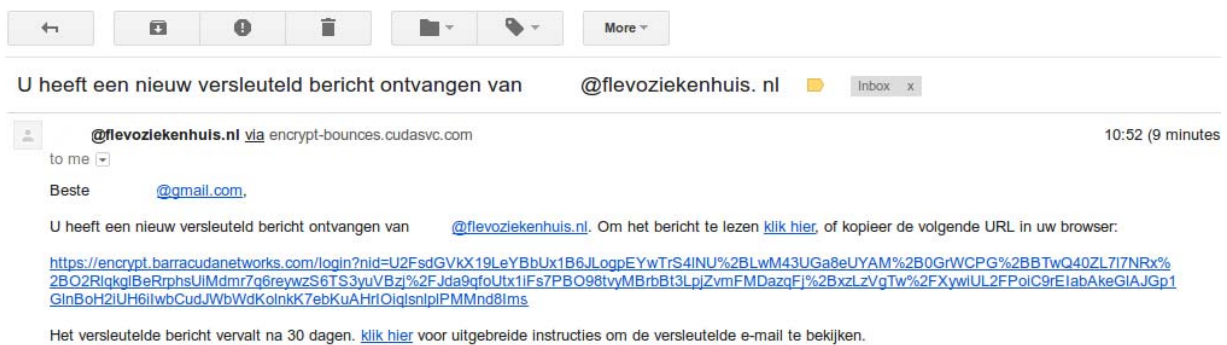 More
U heeft een nieuw versleuteld bericht ontvangen van @flevoziekenhuis. nl Inbox x
@flevoziekenhuis.nl via encrypt-bounces.cudasvc.com 10:52 (9 minutes
to me
Beste @gmail.com,
U heeft een nieuw versleuteld bericht ontvangen van @flevoziekenhuis.nl. Om het bericht te lezen klik hier, of kopieer de volgende URL in uw browser:
https://encrypt.barracudanetworks.com/login?nid=U2FsdGVkX19LeYBbUx1B6JLogpEYwTrS4lNU%2BLwM43UGa8eUYAM%2B0GrWCPG%2BBTwQ40ZL7l7NRx%
2BO2RlqkglBeRrphsUiMdmr7q6reywzS6TS3yuVBzj%2FJda9qfoUtx1iFs7PBO98tvyMBrbBt3LpjZvmFMDazqFj%2BxzLzVgTw%2FXywiUL2FPoiC9rElabAkeGlAJGp1
GlnBoH2iUH6iIwbCudJWbWdKolnkK7ebKuAHrIOiqlsnlplPMMnd8Ims
Het versleutelde bericht vervalt na 30 dagen. klik hier voor uitgebreide instructies om de versleutelde e-mail te bekijken.